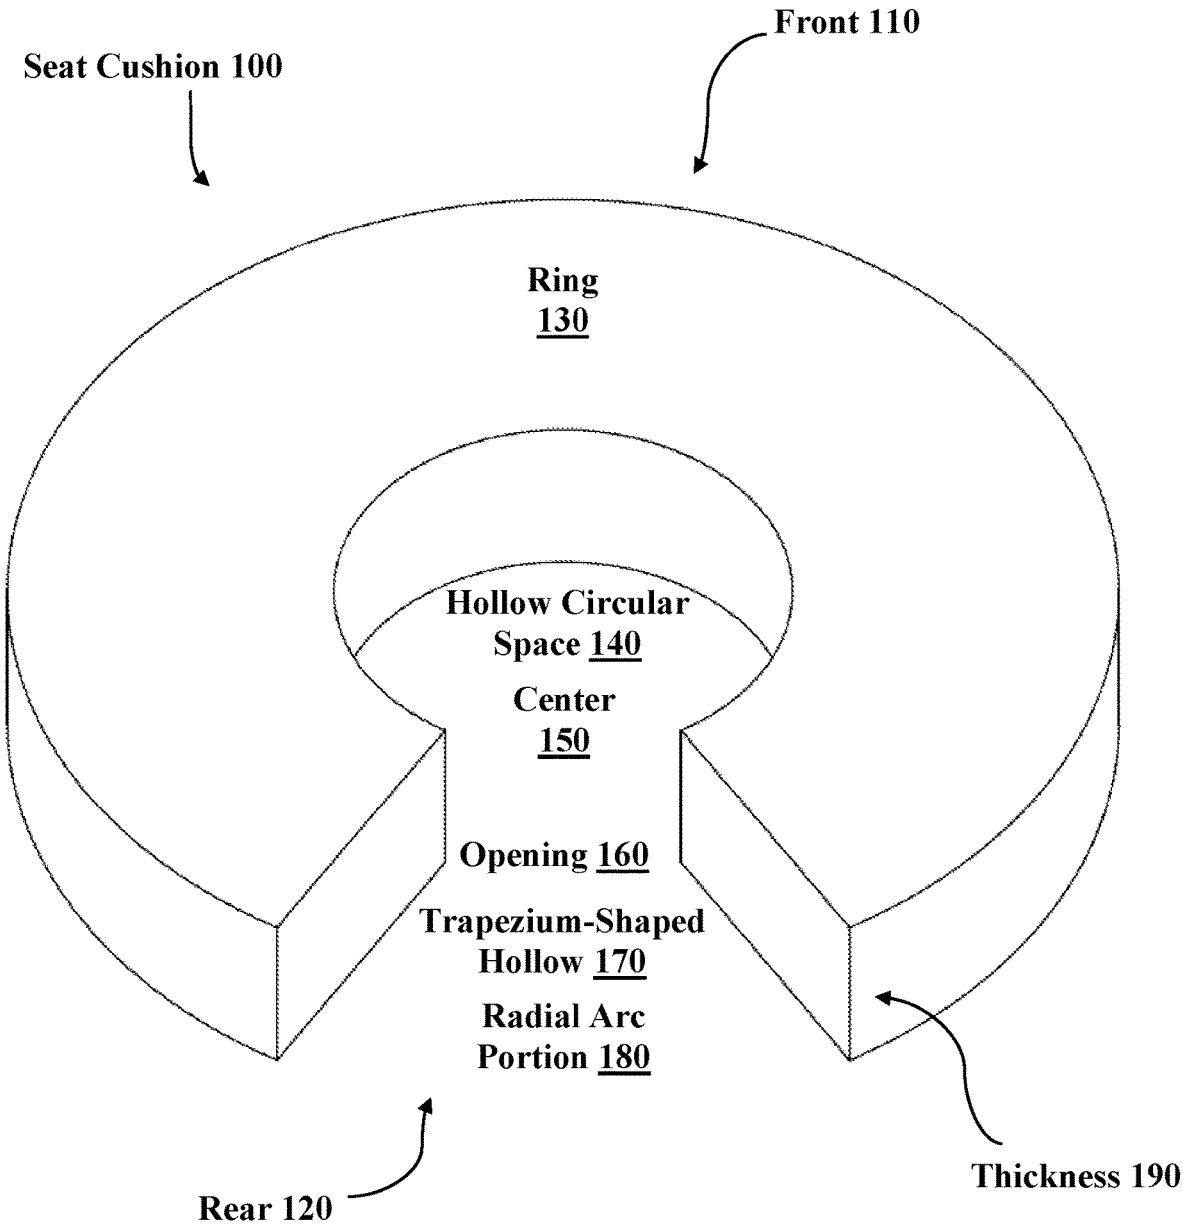 Front 110
Seat Cushion 100
Ring
130
Hollow Circular
Space 140
Center
150
Opening 160
Trapezium-Shaped
Hollow 170
Radial Arc
Portion 180
Thickness 190
Rear 120